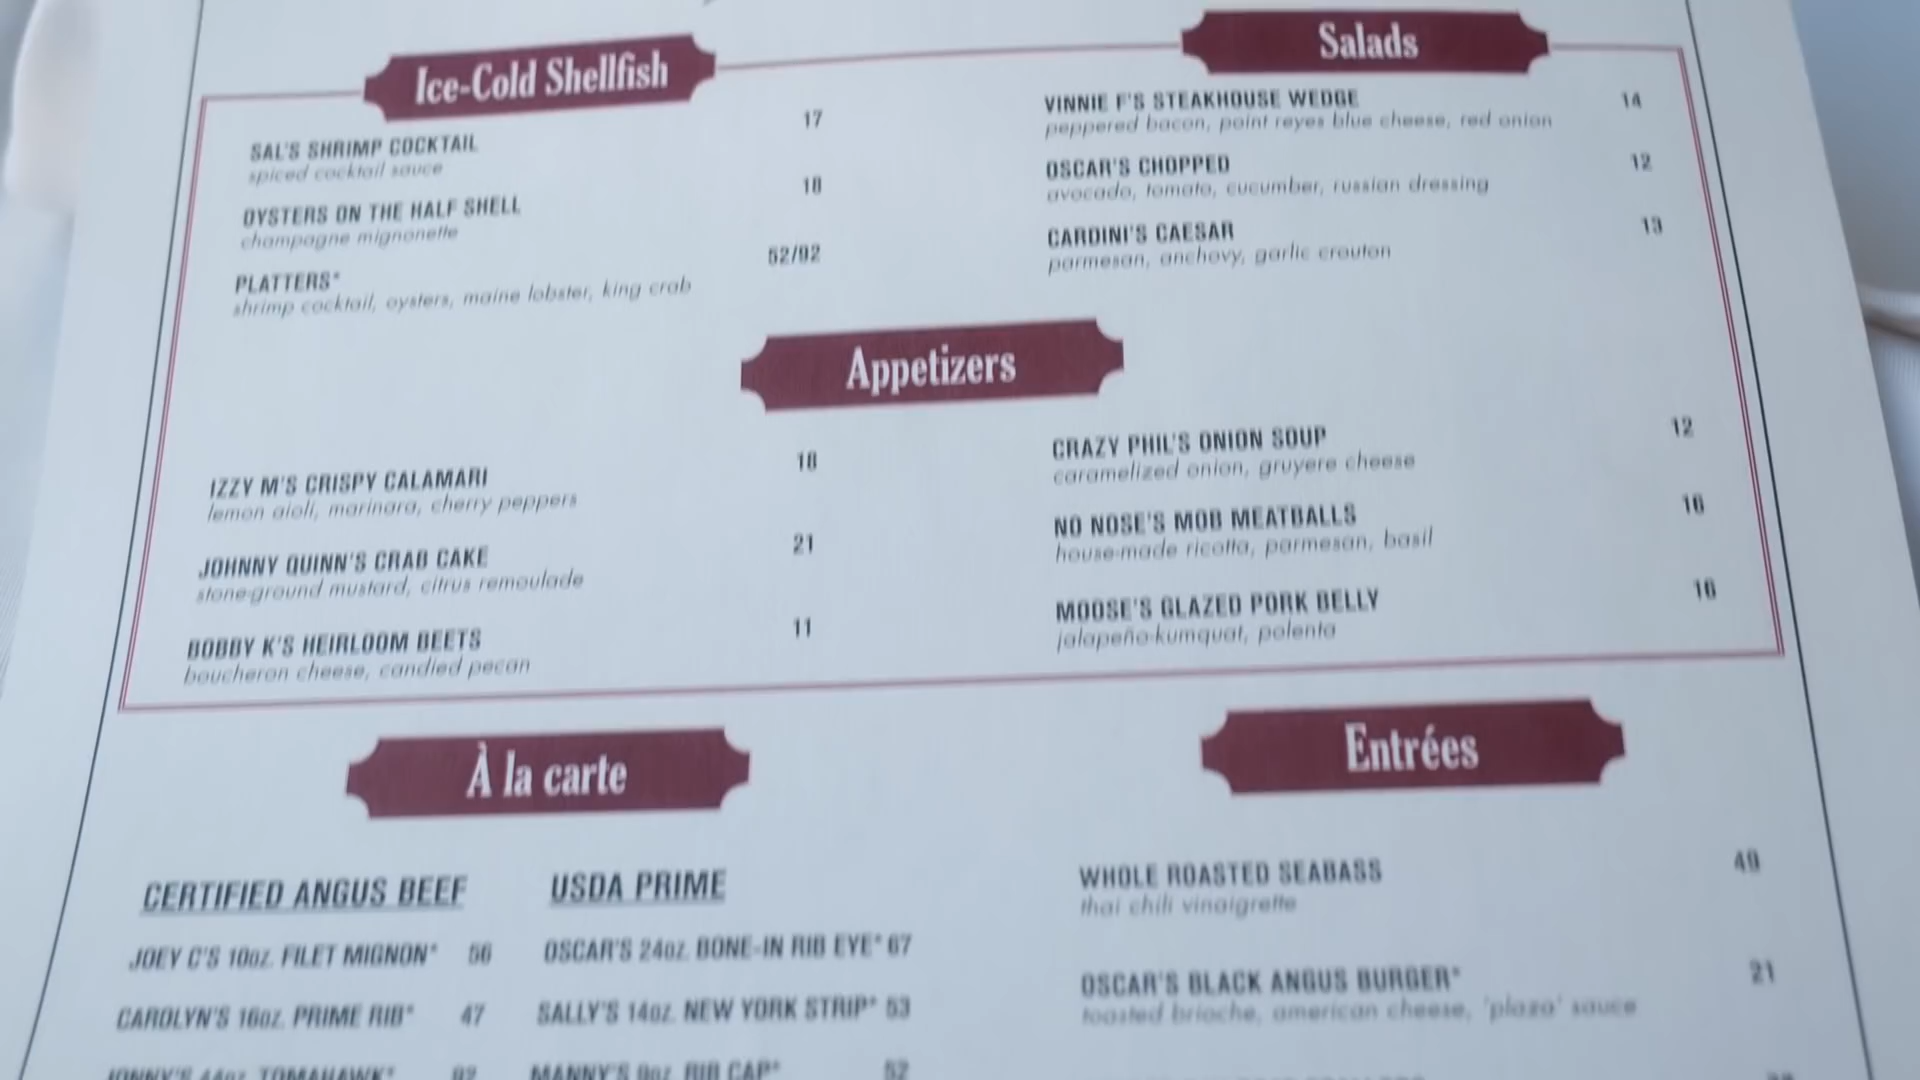 Ice-Cold Shellfish
SAL'S SHRIMP COCKTAIL 17
spiced cocktail sauce
OYSTERS ON THE HALF SHELL 18
champagne mignonette
PLATTERS* 52/92
shrimp cocktail, oysters, maine lobster, king crab
Salads
VINNIE F'S STEAKHOUSE WEDGE 14
peppered bacon, point reyes blue cheese, red onion
OSCAR'S CHOPPED 12
avocado, tomato, cucumber, russian dressing
CARDINI'S CAESAR 13
parmesan, anchovy, garlic crouton
Appetizers
IZZY M'S CRISPY CALAMARI 18
lemon aioli, marinara, cherry peppers
JOHNNY QUINN'S CRAB CAKE 21
stone-ground mustard, citrus remoulade
BOBBY K'S HEIRLOOM BEETS 11
boucheron cheese, candied pecan
CRAZY PHIL'S ONION SOUP 12
caramelized onion, gruyere cheese
NO NOSE'S MOB MEATBALLS 16
house-made ricotta, parmesan, basil
MOOSE'S GLAZED PORK BELLY 16
jalapeño-kumquat, polenta
À la carte
CERTIFIED ANGUS BEEF
JOEY C'S 10oz. FILET MIGNON* 56
CAROLYN'S 16oz. PRIME RIB* 47
44oz. TOMAHAWK* 92
USDA PRIME
OSCAR'S 24oz. BONE-IN RIB EYE* 67
SALLY'S 14oz. NEW YORK STRIP* 53
MANNY'S 9oz. RIB CAP* 52
Entrées
WHOLE ROASTED SEABASS 49
thai chili vinaigrette
OSCAR'S BLACK ANGUS BURGER* 21
toasted brioche, american cheese, 'plaza' sauce